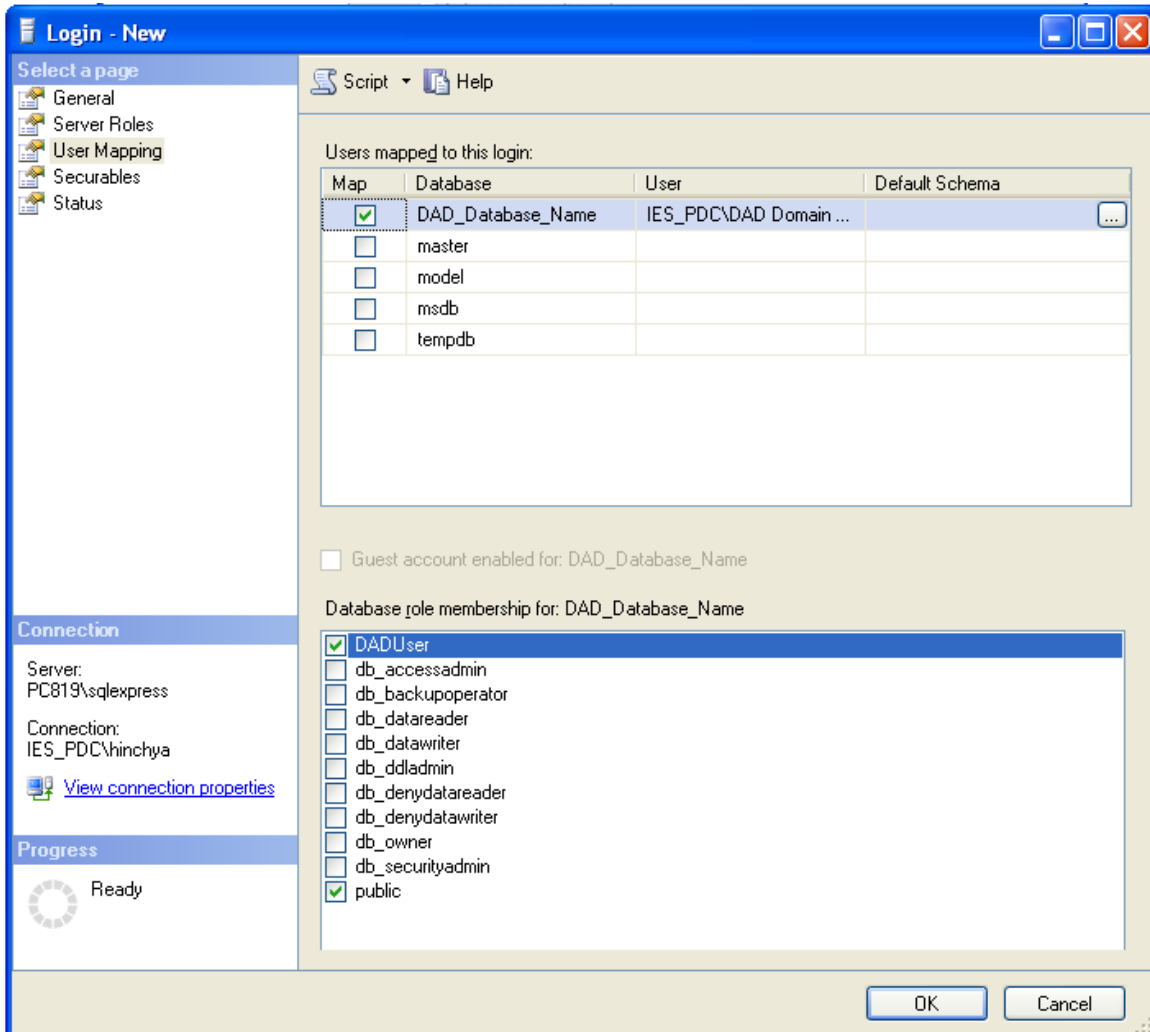 Login - New
Select a page
General
Server Roles
User Mapping
Securables
Status
Script Help
Users mapped to this login:
Map Database User Default Schema
DAD_Database_Name IES_PDC\DAD Domain ... ...
master
model
msdb
tempdb
Guest account enabled for: DAD_Database_Name
Database role membership for: DAD_Database_Name
DADUser
db_accessadmin
db_backupoperator
db_datareader
db_datawriter
db_ddladmin
db_denydatareader
db_denydatawriter
db_owner
db_securityadmin
public
Connection
Server:
PC819\sqlexpress
Connection:
IES_PDC\hinchya
View connection properties
Progress
Ready
OK Cancel